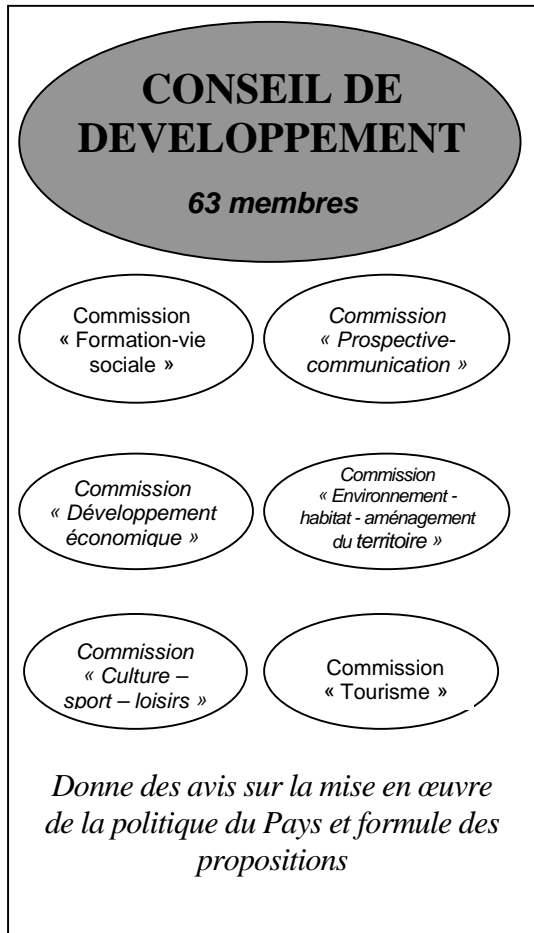 CONSEIL DE
DEVELOPPEMENT
63 membres
Commission
« Formation-vie
sociale »
Commission
« Prospective-
communication »
Commission
« Développement
économique »
Commission
« Environnement -
habitat - aménagement
du territoire »
Commission
« Culture –
sport – loisirs »
Commission
« Tourisme »
Donne des avis sur la mise en œuvre
de la politique du Pays et formule des
propositions